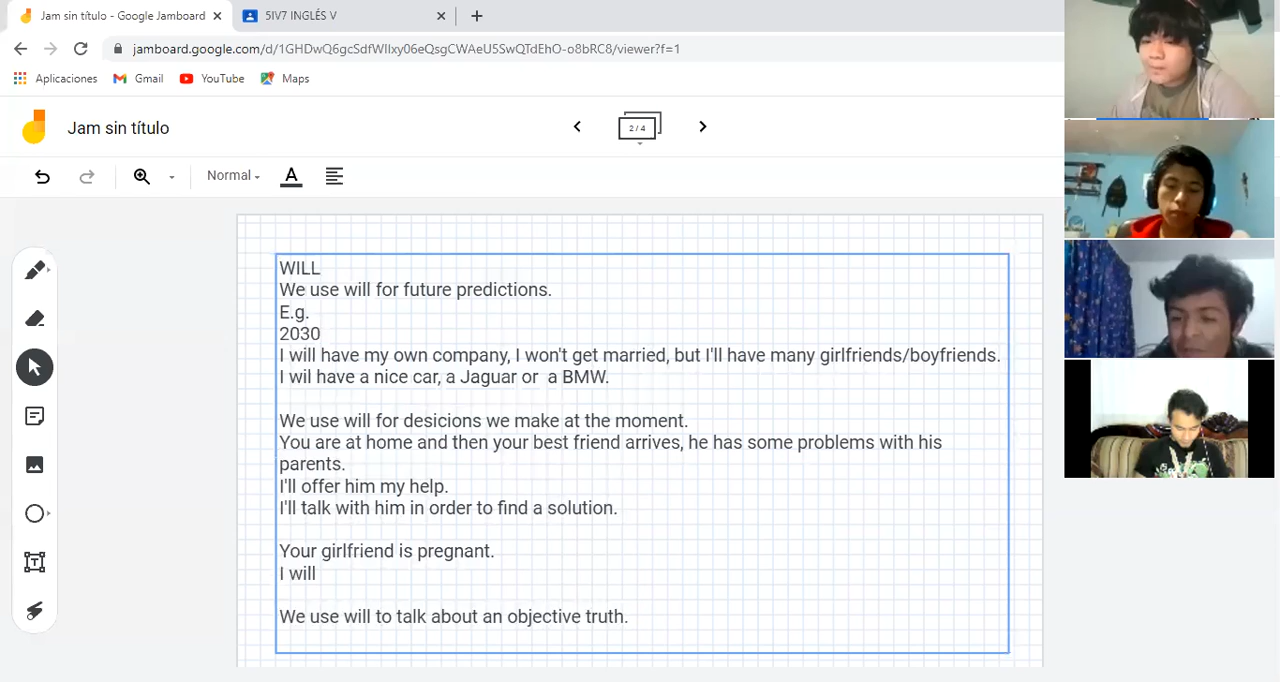 Jam sin título - Google Jamboard
5IV7 INGLÉS V
jamboard.google.com/d/1GHDwQ6gcSdfWIlxy06eQsgCWAeU5SwQTdEhO-o8bRC8/viewer?f=1
Aplicaciones Gmail YouTube Maps
Jam sin título
2 / 4
Normal
WILL
We use will for future predictions.
E.g.
2030
I will have my own company, I won't get married, but I'll have many girlfriends/boyfriends.
I wil have a nice car, a Jaguar or a BMW.
We use will for desicions we make at the moment.
You are at home and then your best friend arrives, he has some problems with his
parents.
I'll offer him my help.
I'll talk with him in order to find a solution.
Your girlfriend is pregnant.
I will
We use will to talk about an objective truth.